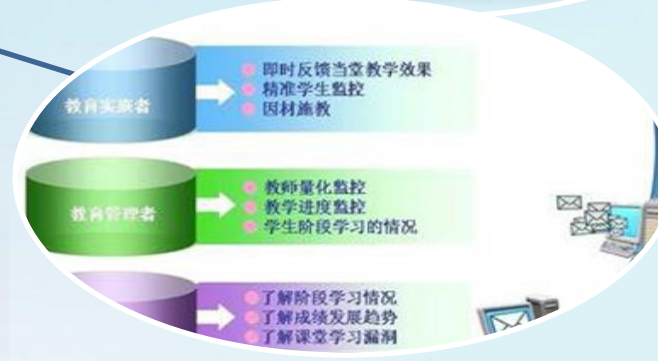 教育实施者
即时反馈当堂教学效果
精准学生监控
因材施教
教育管理者
教师量化监控
教学进度监控
学生阶段学习的情况
了解阶段学习情况
了解成绩发展趋势
了解课堂学习漏洞